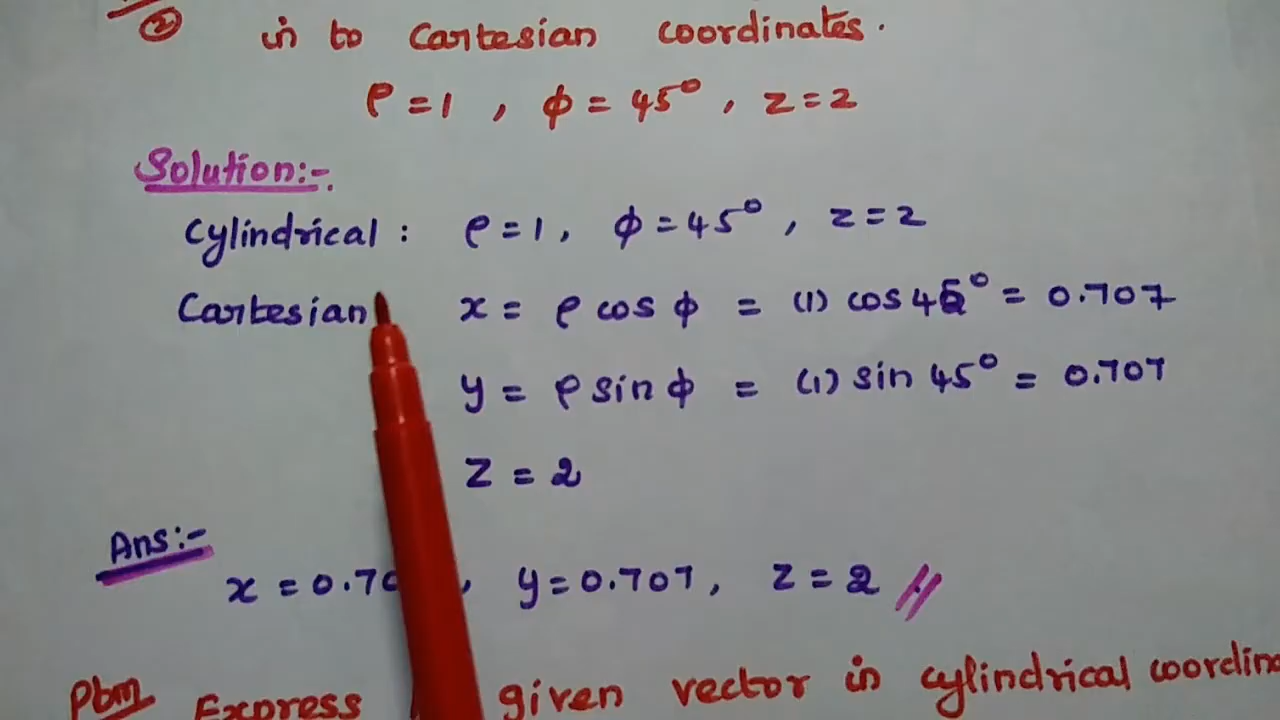 ② in to Cartesian coordinates.
ρ = 1 , ϕ = 45° , z = 2
Solution:-
Cylindrical : ρ = 1 , ϕ = 45° , z = 2
Cartesian x = ρ cos ϕ = (1) cos 45° = 0.707
y = ρ sin ϕ = (1) sin 45° = 0.707
z = 2
Ans:-
x = 0.70 , y = 0.707 , z = 2 //
Pbm Express given vector in cylindrical coordin